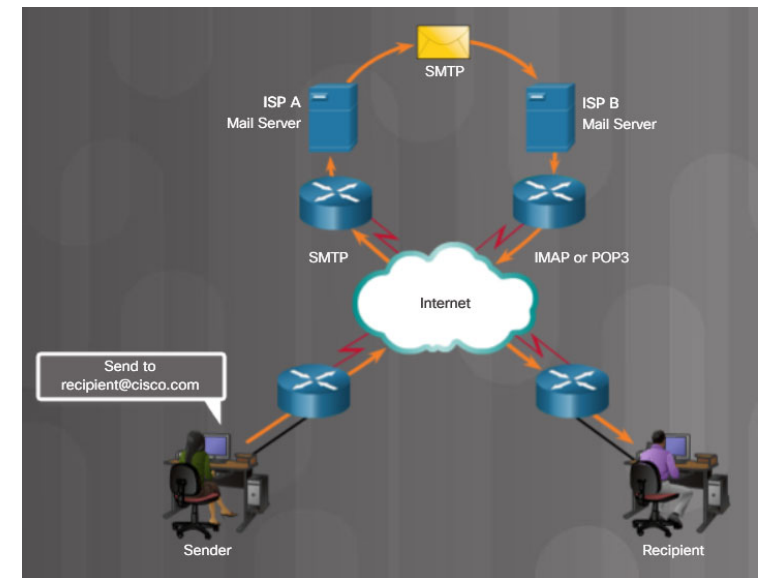 SMTP
ISP A
Mail Server
ISP B
Mail Server
SMTP
IMAP or POP3
Internet
Send to
recipient@cisco.com
Sender
Recipient